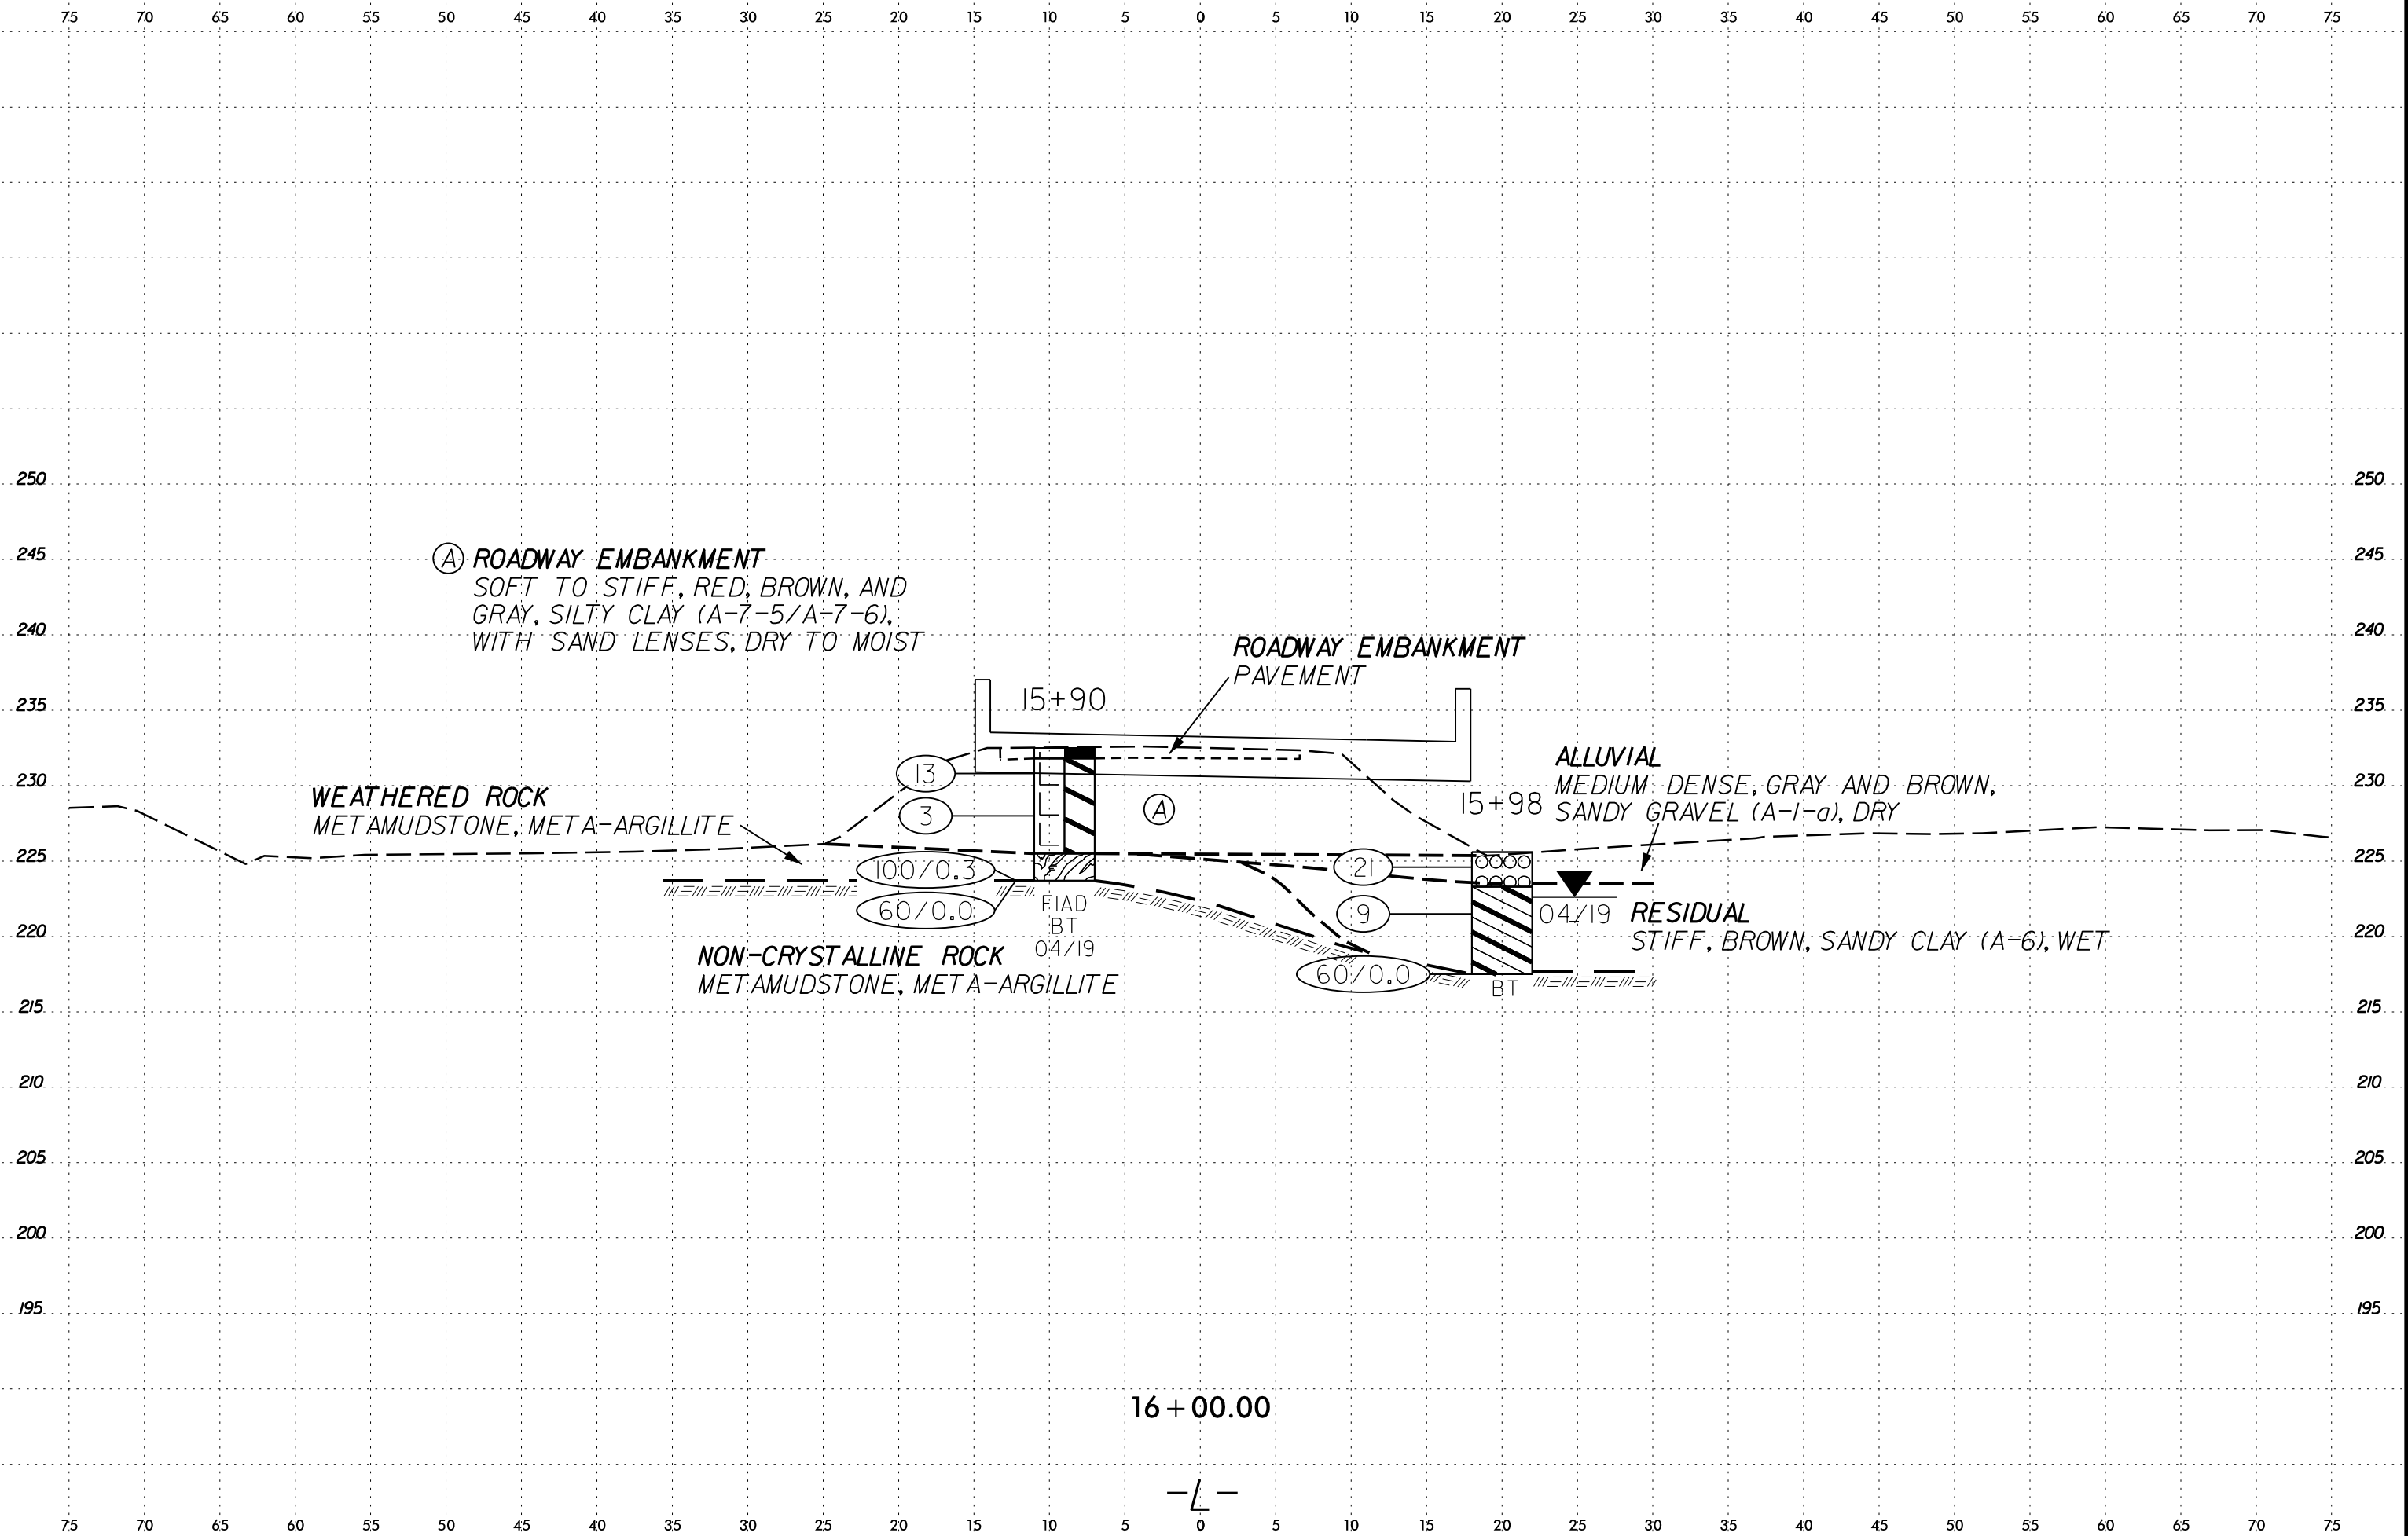 75 70 65 60 55 50 45 40 35 30 25 20 15 10 5 0 5 10 15 20 25 30 35 40 45 50 55 60 65 70 75
250 250
245 245
Ⓐ ROADWAY EMBANKMENT
SOFT TO STIFF, RED, BROWN, AND
GRAY, SILTY CLAY (A-7-5/A-7-6),
WITH SAND LENSES, DRY TO MOIST
240 240
ROADWAY EMBANKMENT
PAVEMENT
235 235
15+90
13
3
A
230 230
WEATHERED ROCK
METAMUDSTONE, META-ARGILLITE
ALLUVIAL
MEDIUM DENSE, GRAY AND BROWN,
SANDY GRAVEL (A-1-a), DRY
15+98
225 225
100/0.3
60/0.0
21
9
FIAD
BT
04/19
04/19
220 220
RESIDUAL
STIFF, BROWN, SANDY CLAY (A-6), WET
NON-CRYSTALLINE ROCK
METAMUDSTONE, META-ARGILLITE
60/0.0
BT
215 215
210 210
205 205
200 200
195 195
16+00.00
-L-
75 70 65 60 55 50 45 40 35 30 25 20 15 10 5 0 5 10 15 20 25 30 35 40 45 50 55 60 65 70 75